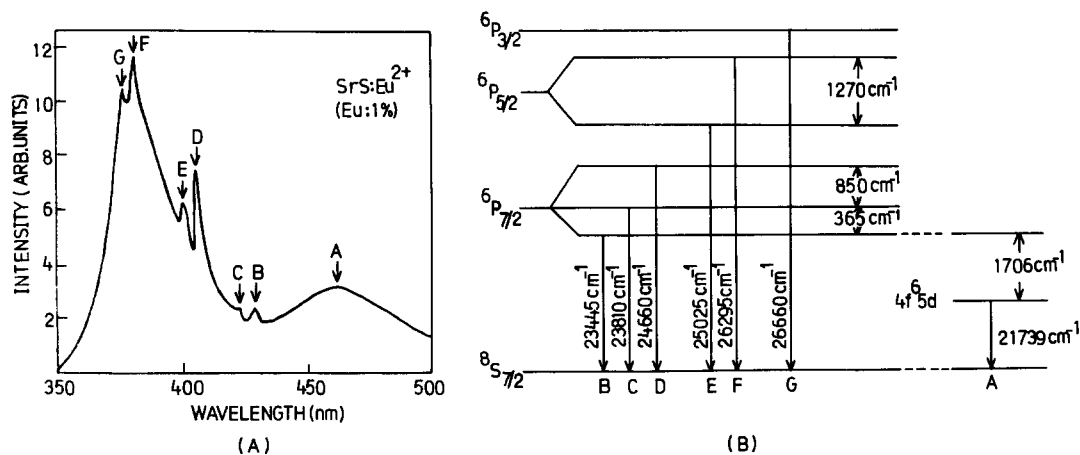 12
10
8
6
4
2
INTENSITY (ARB.UNITS)
G
F
E
D
C
B
A
SrS:Eu2+
(Eu:1%)
350
400
450
500
WAVELENGTH (nm)
(A)
6P3/2
6P5/2
6P7/2
8S7/2
1270cm-1
850cm-1
365cm-1
1706cm-1
4f65d
21739cm-1
23445cm-1
23810cm-1
24660cm-1
25025cm-1
26295cm-1
26660cm-1
B
C
D
E
F
G
A
(B)